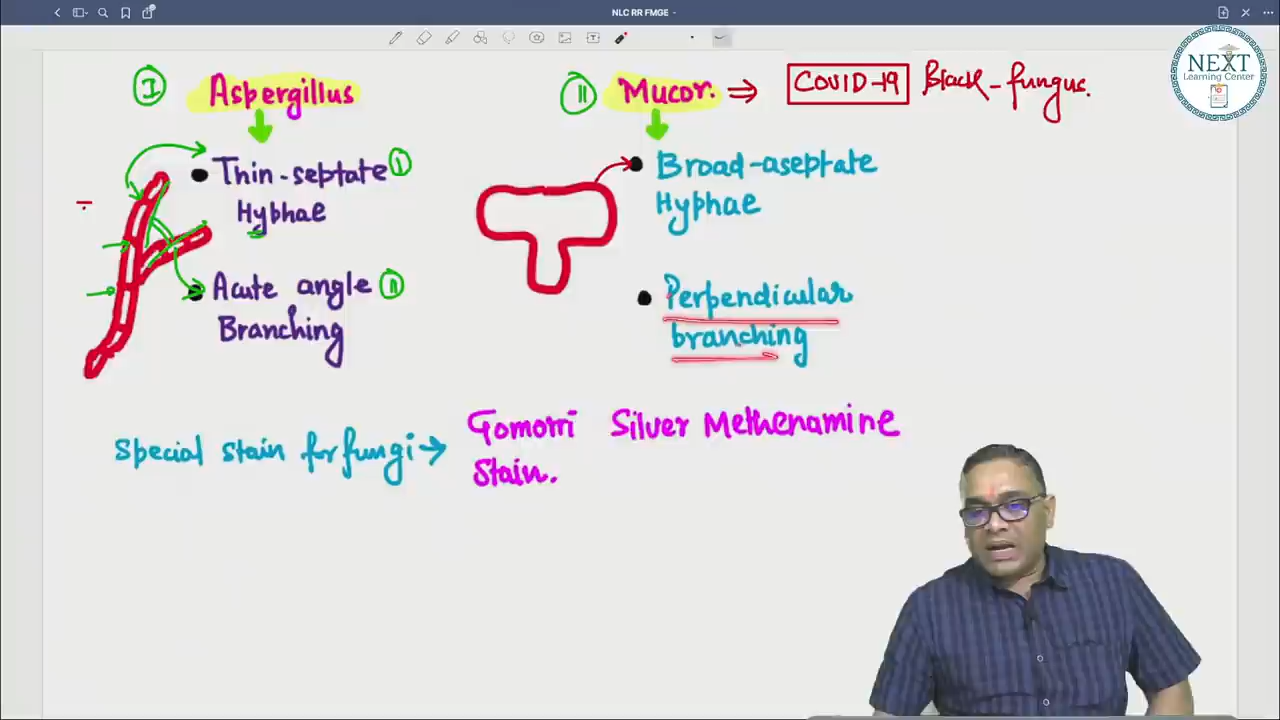 NLC RR FMGE
NEXT
Learning Center
I
Aspergillus
Thin-septate I
Hyphae
Acute angle II
Branching
II
Mucor. ⇒ COVID-19 Black-fungus.
Broad-aseptate
Hyphae
Perpendicular
branching
Special stain for fungi →
Gomorri Silver Methenamine
Stain.